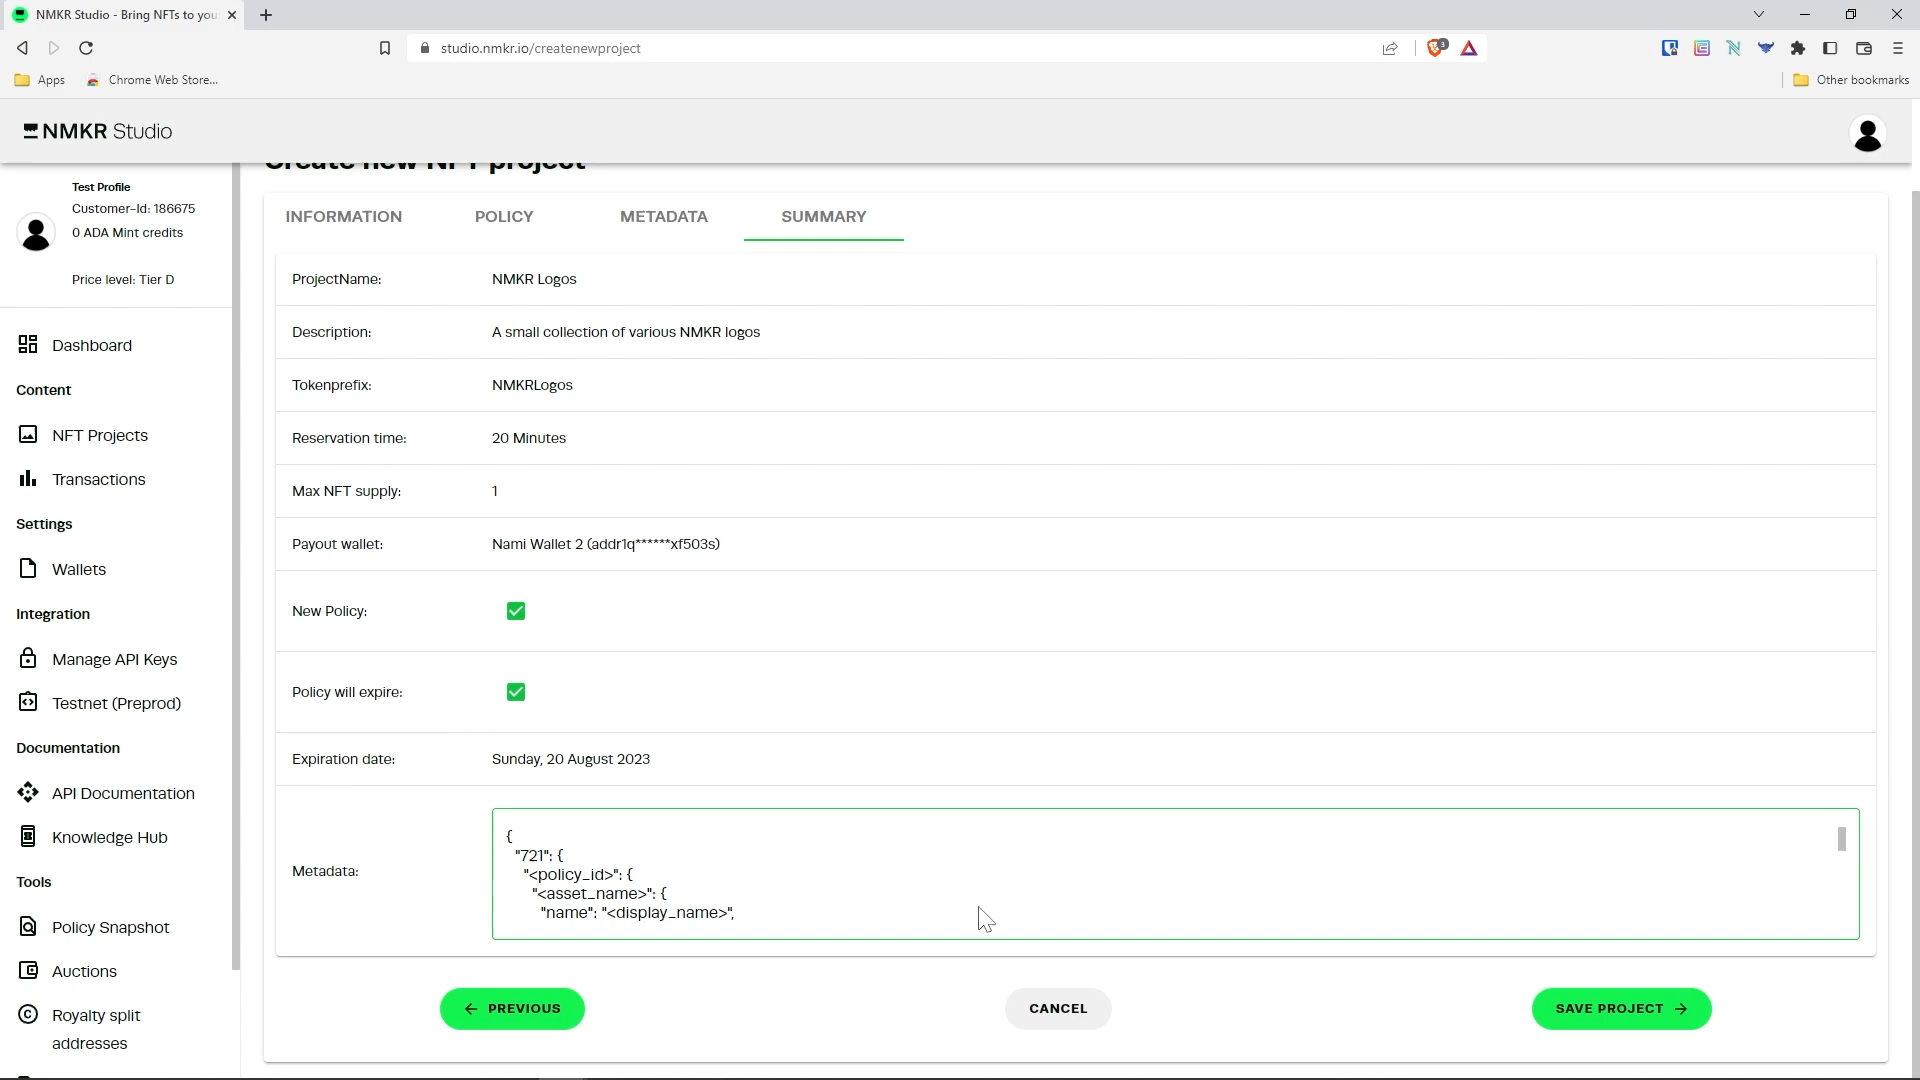 NMKR Studio - Bring NFTs to you
studio.nmkr.io/createnewproject
3
Apps
Chrome Web Store...
Other bookmarks
NMKR Studio
Create new NFT project
Test Profile
Customer-Id: 186675
0 ADA Mint credits
Price level: Tier D
Dashboard
Content
NFT Projects
Transactions
Settings
Wallets
Integration
Manage API Keys
Testnet (Preprod)
Documentation
API Documentation
Knowledge Hub
Tools
Policy Snapshot
Auctions
Royalty split
addresses
INFORMATION POLICY METADATA SUMMARY
ProjectName: NMKR Logos
Description: A small collection of various NMKR logos
Tokenprefix: NMKRLogos
Reservation time: 20 Minutes
Max NFT supply: 1
Payout wallet: Nami Wallet 2 (addr1q******xf503s)
New Policy:
Policy will expire:
Expiration date: Sunday, 20 August 2023
Metadata:
{
"721": {
"<policy_id>": {
"<asset_name>": {
"name": "<display_name>",
PREVIOUS
CANCEL
SAVE PROJECT